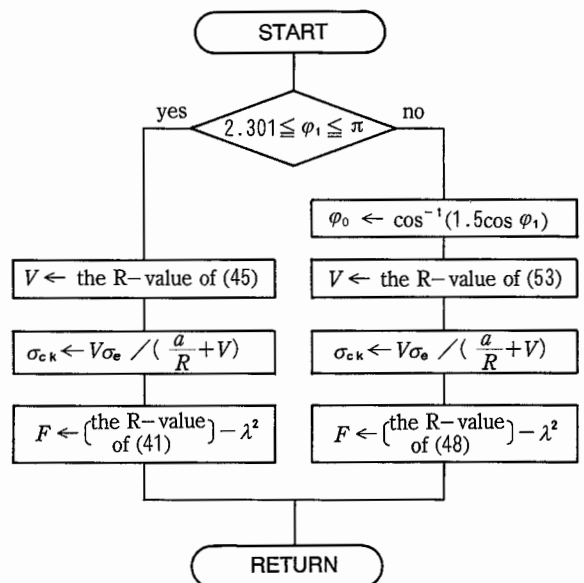 START
yes
no
2.301≦φ₁≦π
φ₀ ← cos⁻¹(1.5cos φ₁)
V ← the R-value of (45)
V ← the R-value of (53)
σck←Vσe /( a/R +V)
σck←Vσe /( a/R +V)
F ← (the R-value of (41)) − λ²
F ← (the R-value of (48)) − λ²
RETURN